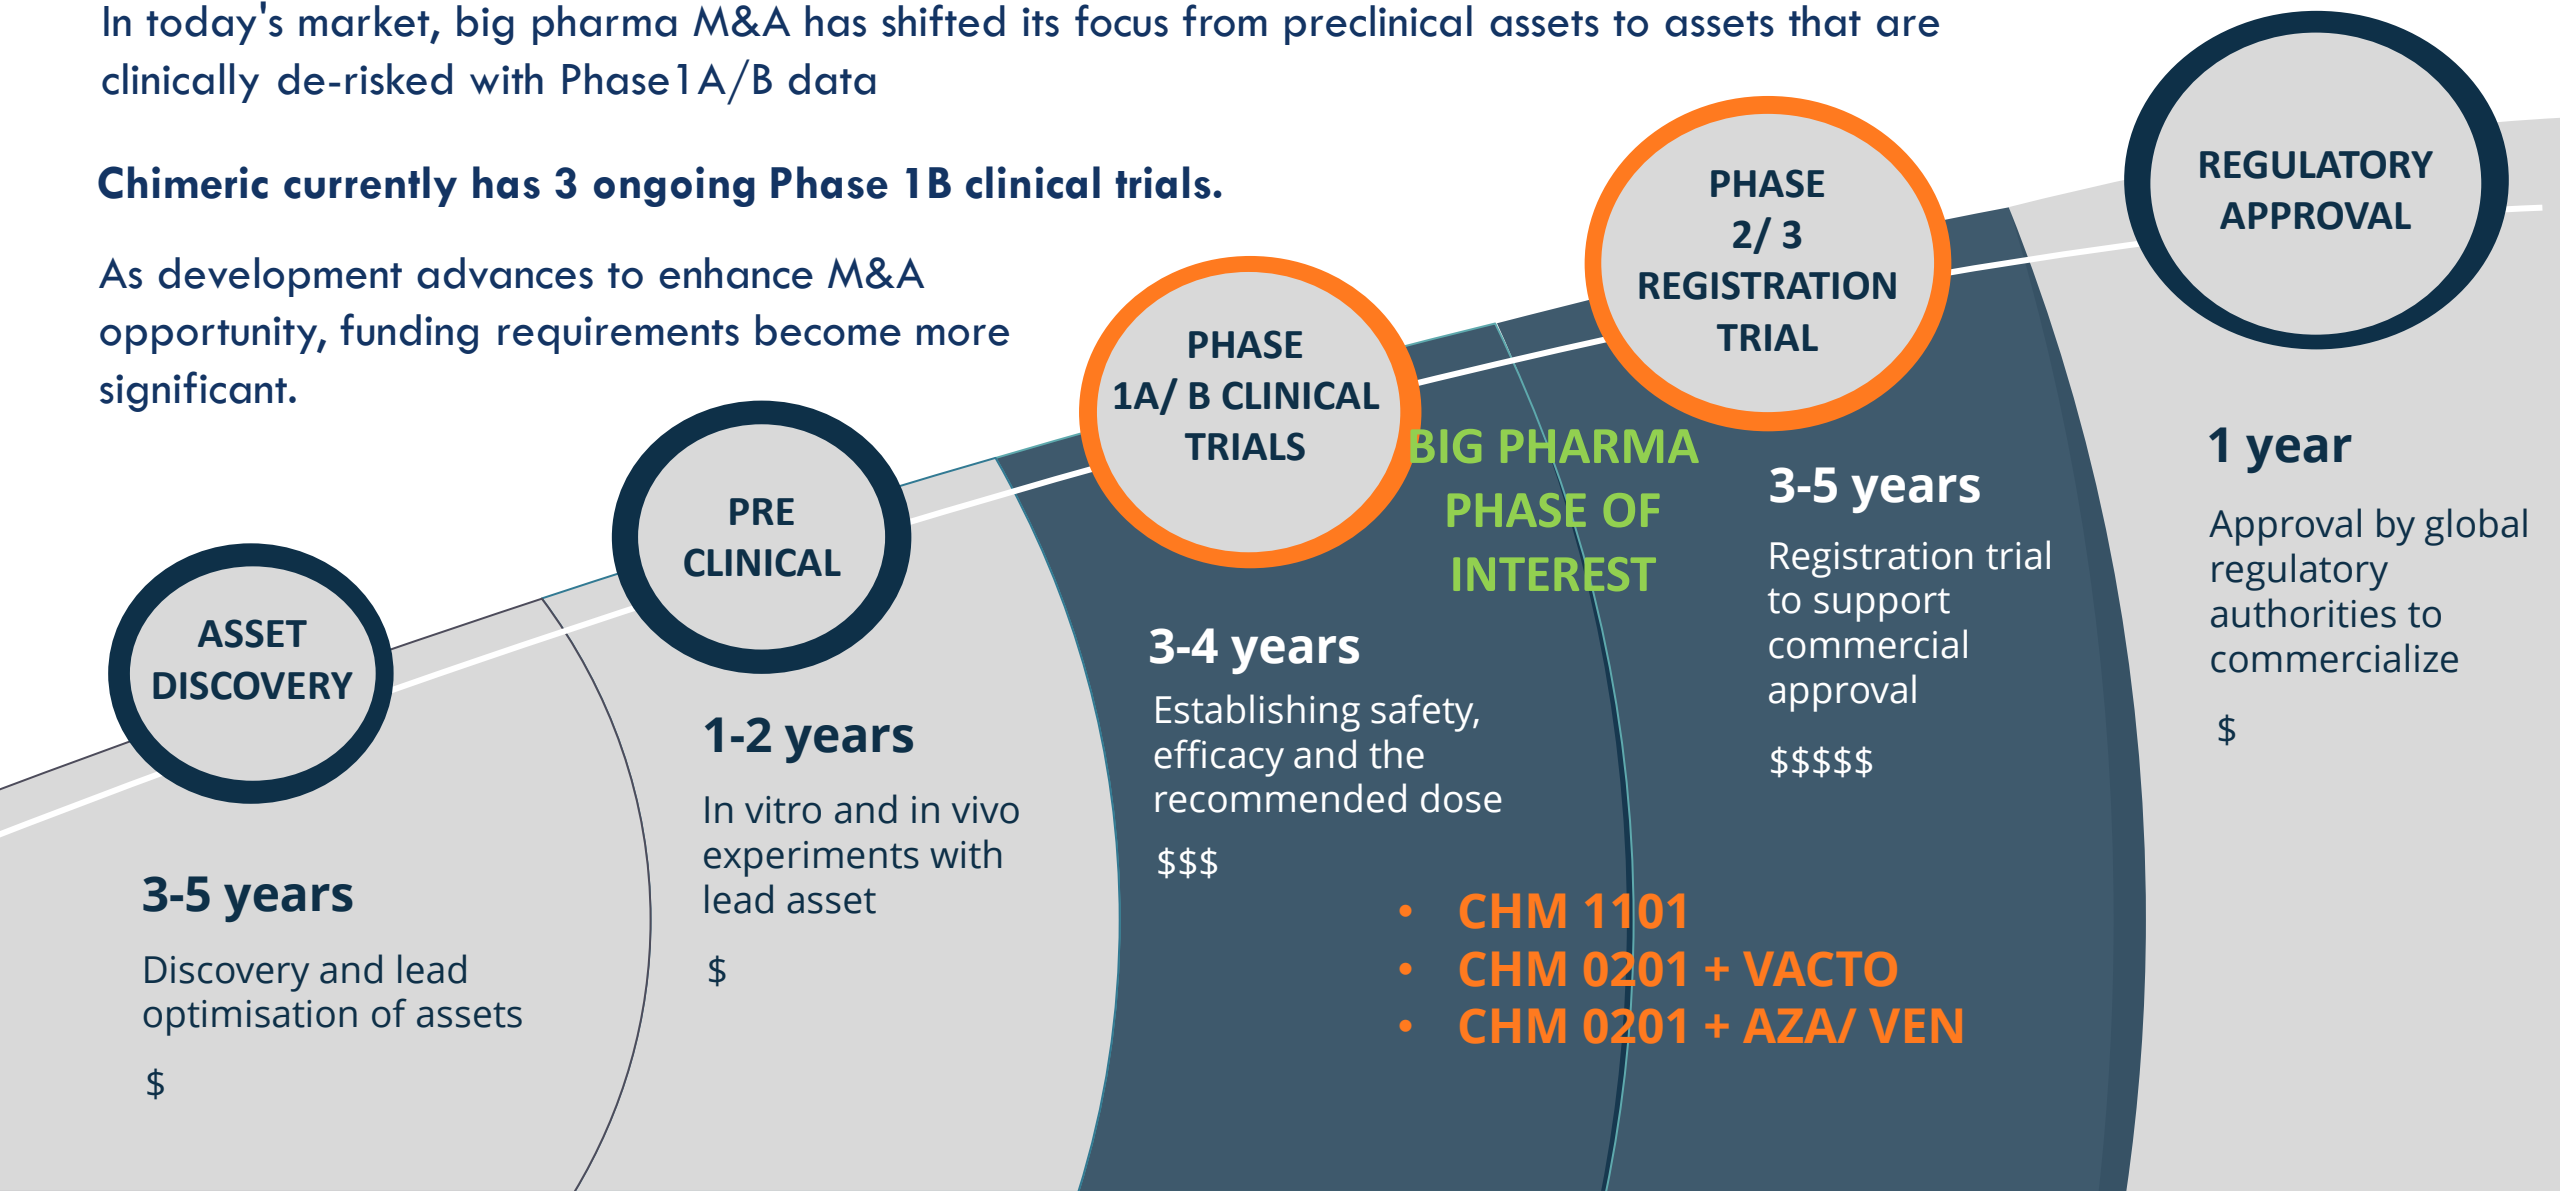 In today's market, big pharma M&A has shifted its focus from preclinical assets to assets that are
clinically de-risked with Phase1A/B data
Chimeric currently has 3 ongoing Phase 1B clinical trials.
As development advances to enhance M&A
opportunity, funding requirements become more
significant.
ASSET
DISCOVERY
3-5 years
Discovery and lead
optimisation of assets
$
PRE
CLINICAL
1-2 years
In vitro and in vivo
experiments with
lead asset
$
PHASE
1A/ B CLINICAL
TRIALS
3-4 years
Establishing safety,
efficacy and the
recommended dose
$$$
BIG PHARMA
PHASE OF
INTEREST
PHASE
2/ 3
REGISTRATION
TRIAL
3-5 years
Registration trial
to support
commercial
approval
$$$$$
• CHM 1101
• CHM 0201 + VACTO
• CHM 0201 + AZA/ VEN
REGULATORY
APPROVAL
1 year
Approval by global
regulatory
authorities to
commercialize
$